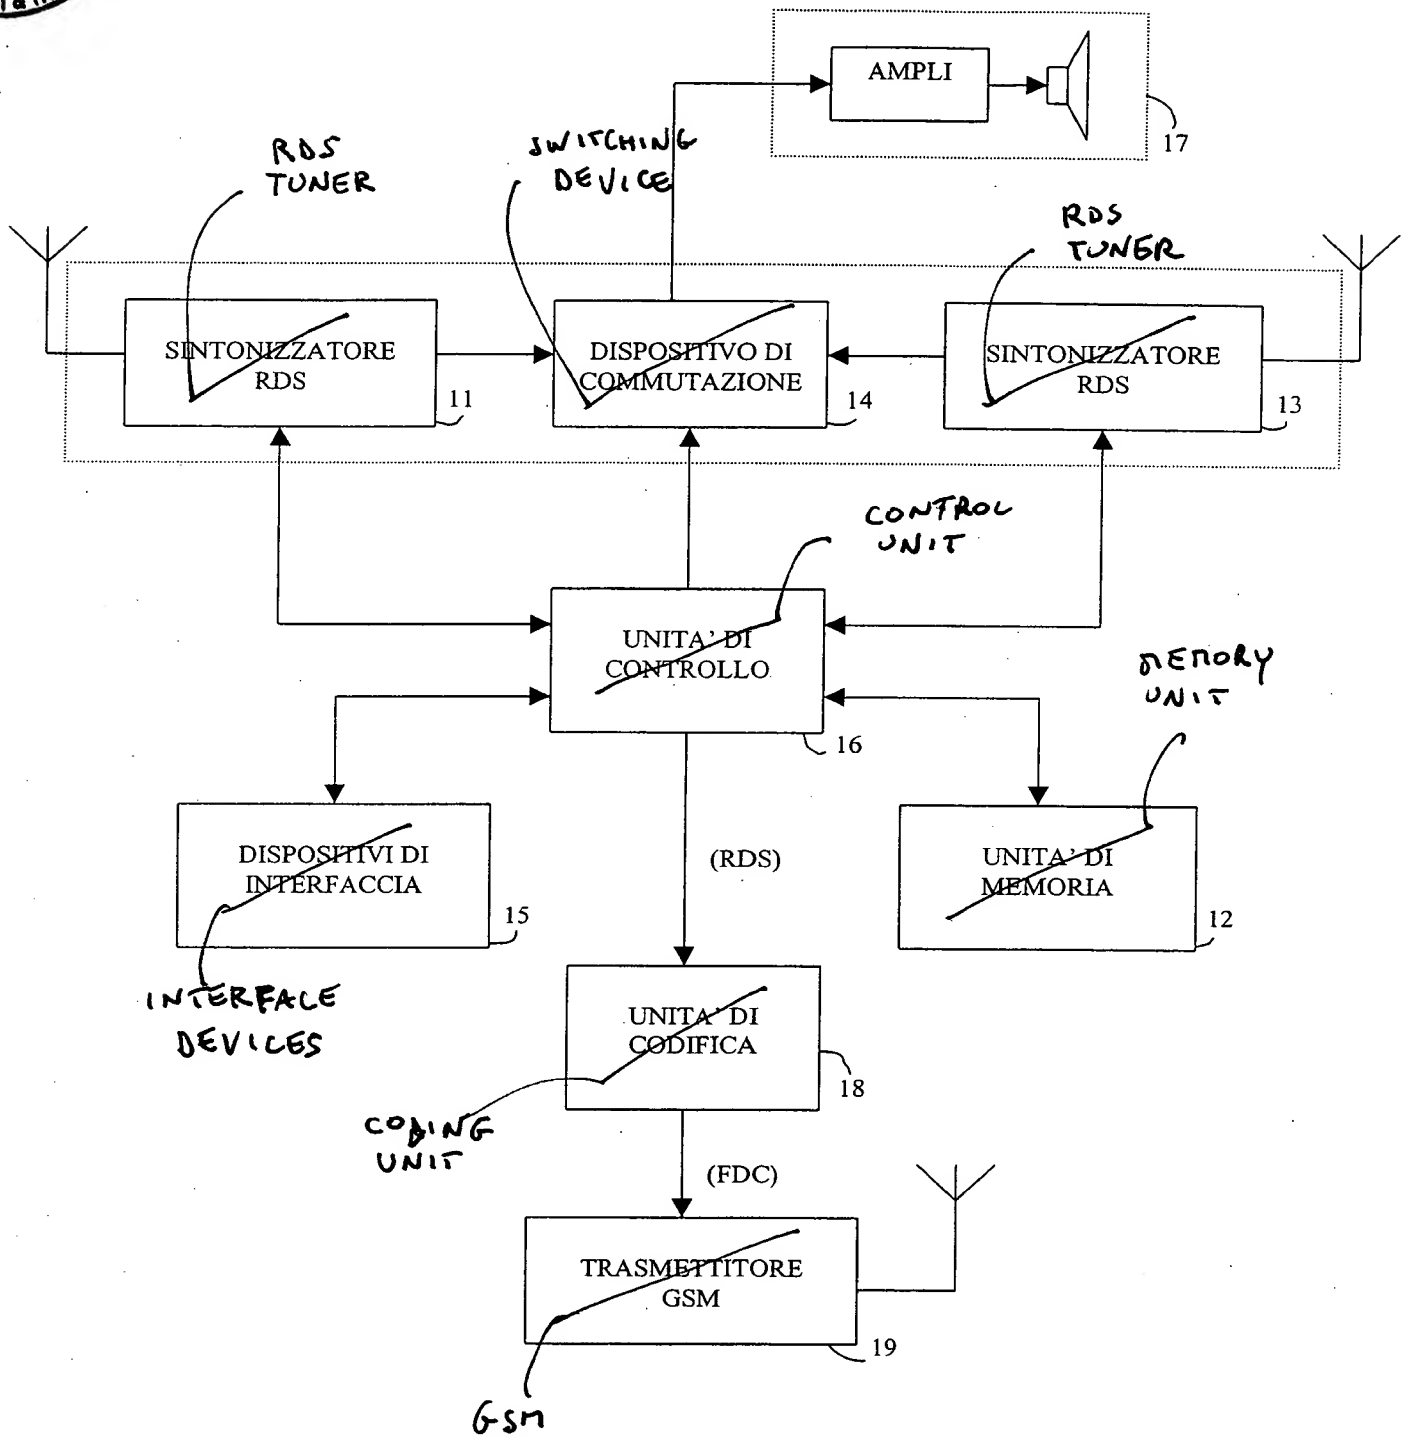 AMPLI
17
RDS
TUNER
SWITCHING
DEVICE
RDS
TUNER
SINTONIZZATORE
RDS
11
DISPOSITIVO DI
COMMUTAZIONE
14
SINTONIZZATORE
RDS
13
CONTROL
UNIT
UNITA' DI
CONTROLLO
16
MEMORY
UNIT
DISPOSITIVI DI
INTERFACCIA
15
(RDS)
UNITA' DI
MEMORIA
12
INTERFACE
DEVICES
UNITA' DI
CODIFICA
18
CODING
UNIT
(FDC)
TRASMETTITORE
GSM
19
GSM